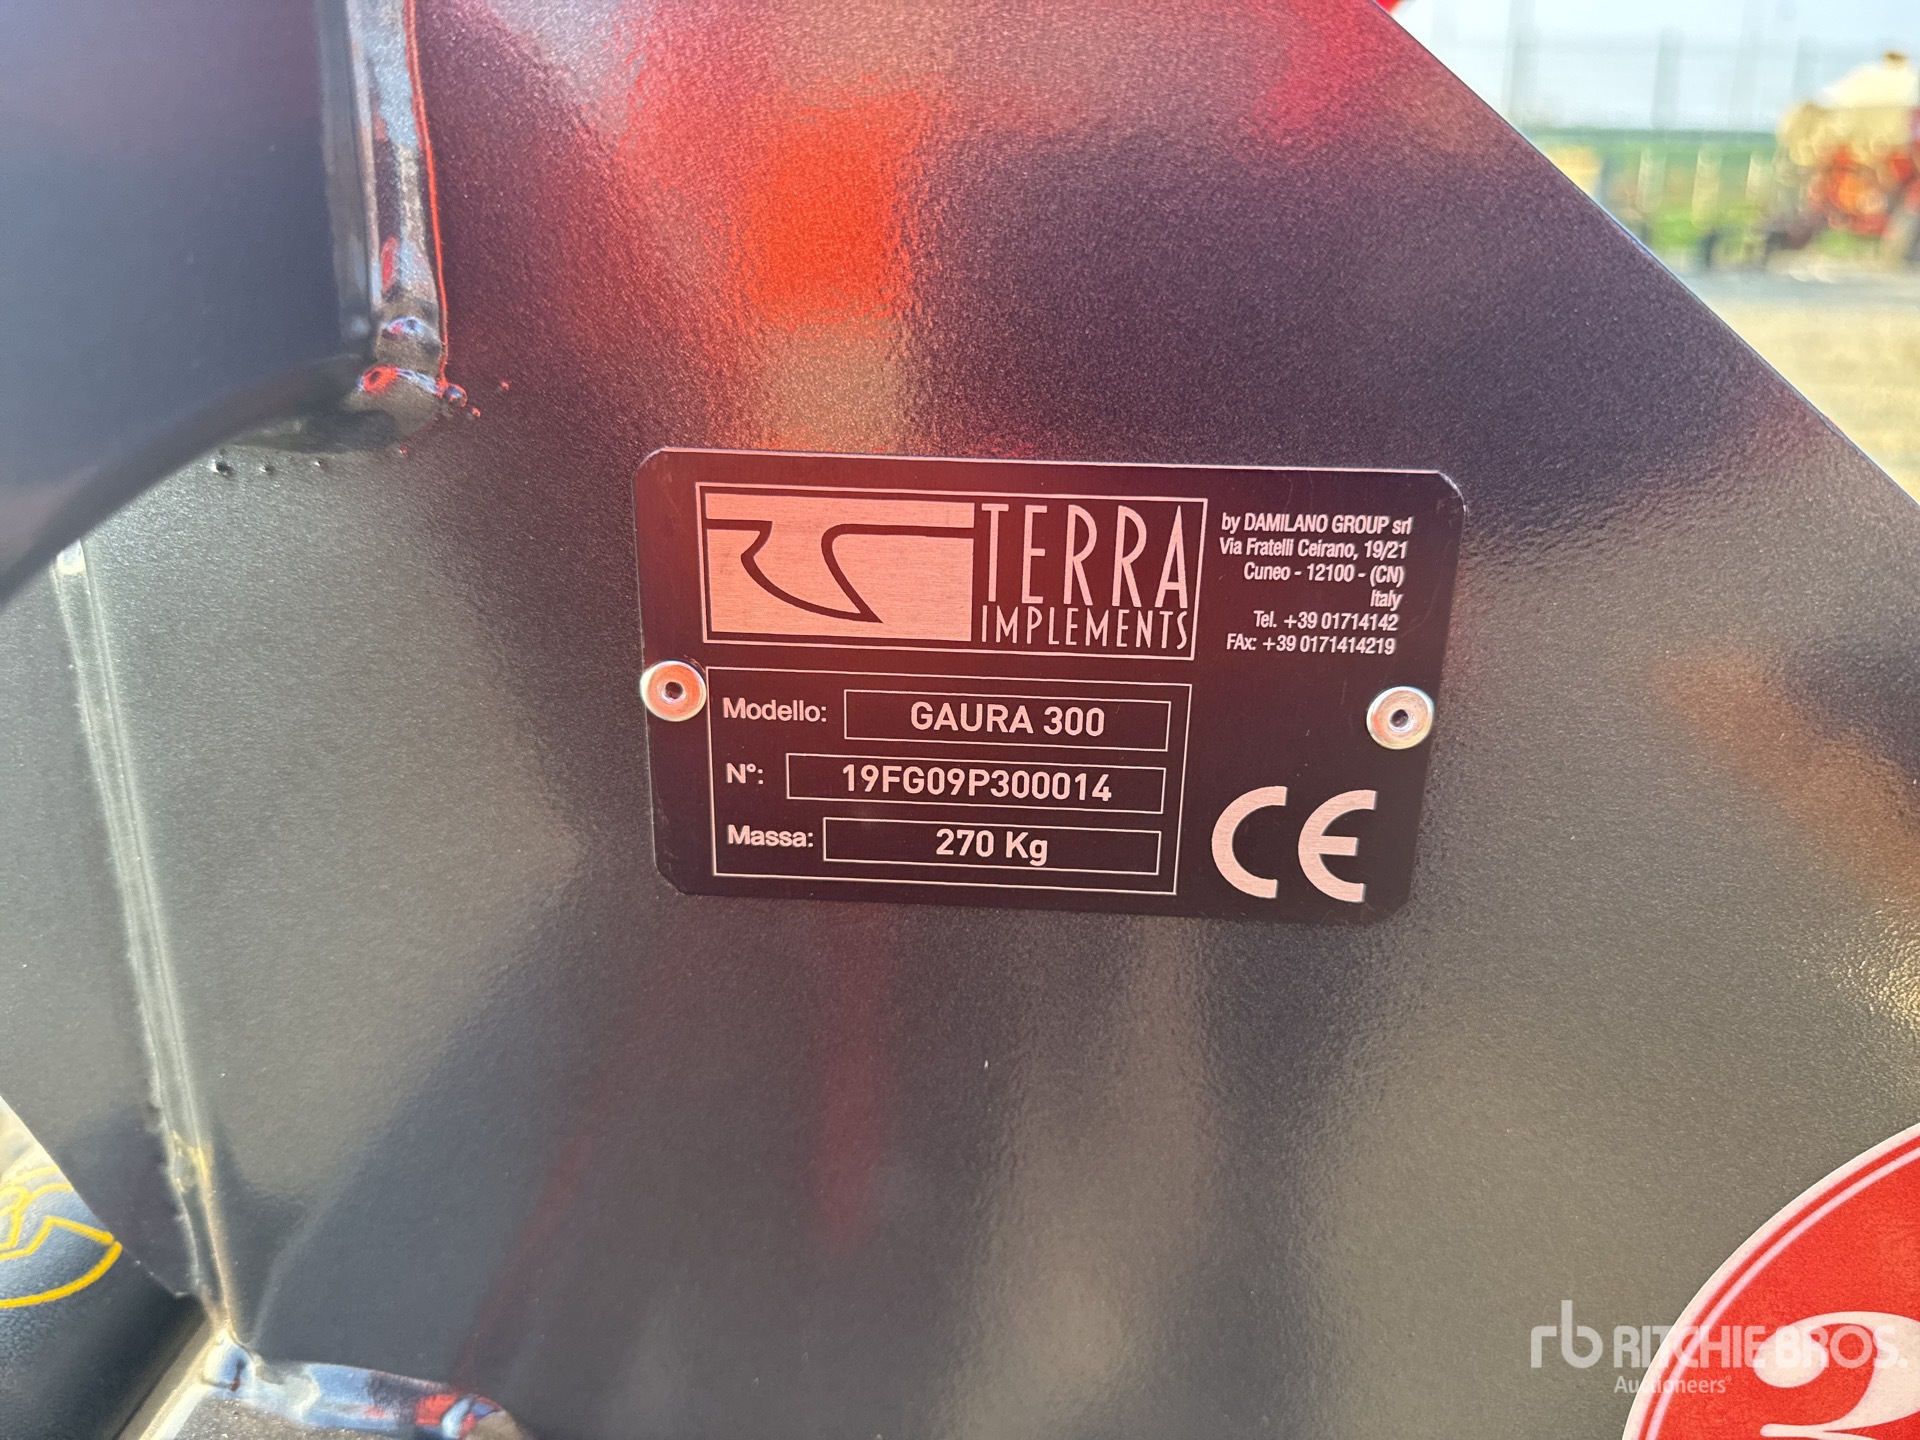 TERRA
IMPLEMENTS
by DAMILANO GROUP srl
Via Fratelli Ceirano, 19/21
Cuneo - 12100 - (CN)
Italy
Tel. +39 01714142
FAx: +39 0171414219
Modello: GAURA 300
N°: 19FG09P300014
Massa: 270 Kg
CE
rb RITCHIE BROS.
Auctioneers